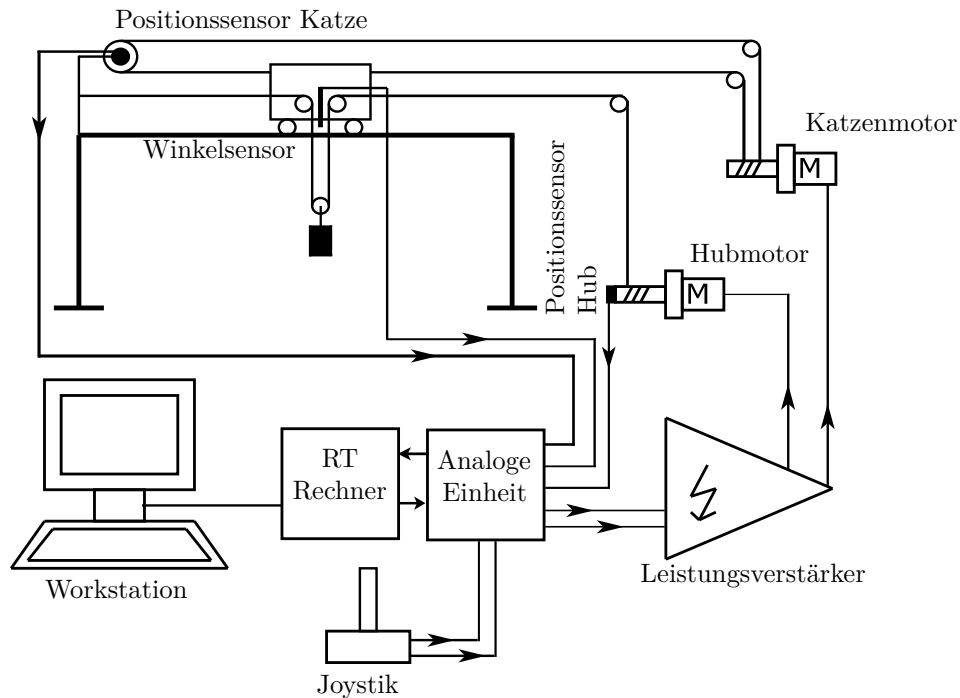 Positionssensor Katze
Katzenmotor
Winkelsensor
M
Positionssensor
Hub
Hubmotor
M
RT
Rechner
Analoge
Einheit
Leistungsverstärker
Workstation
Joystik